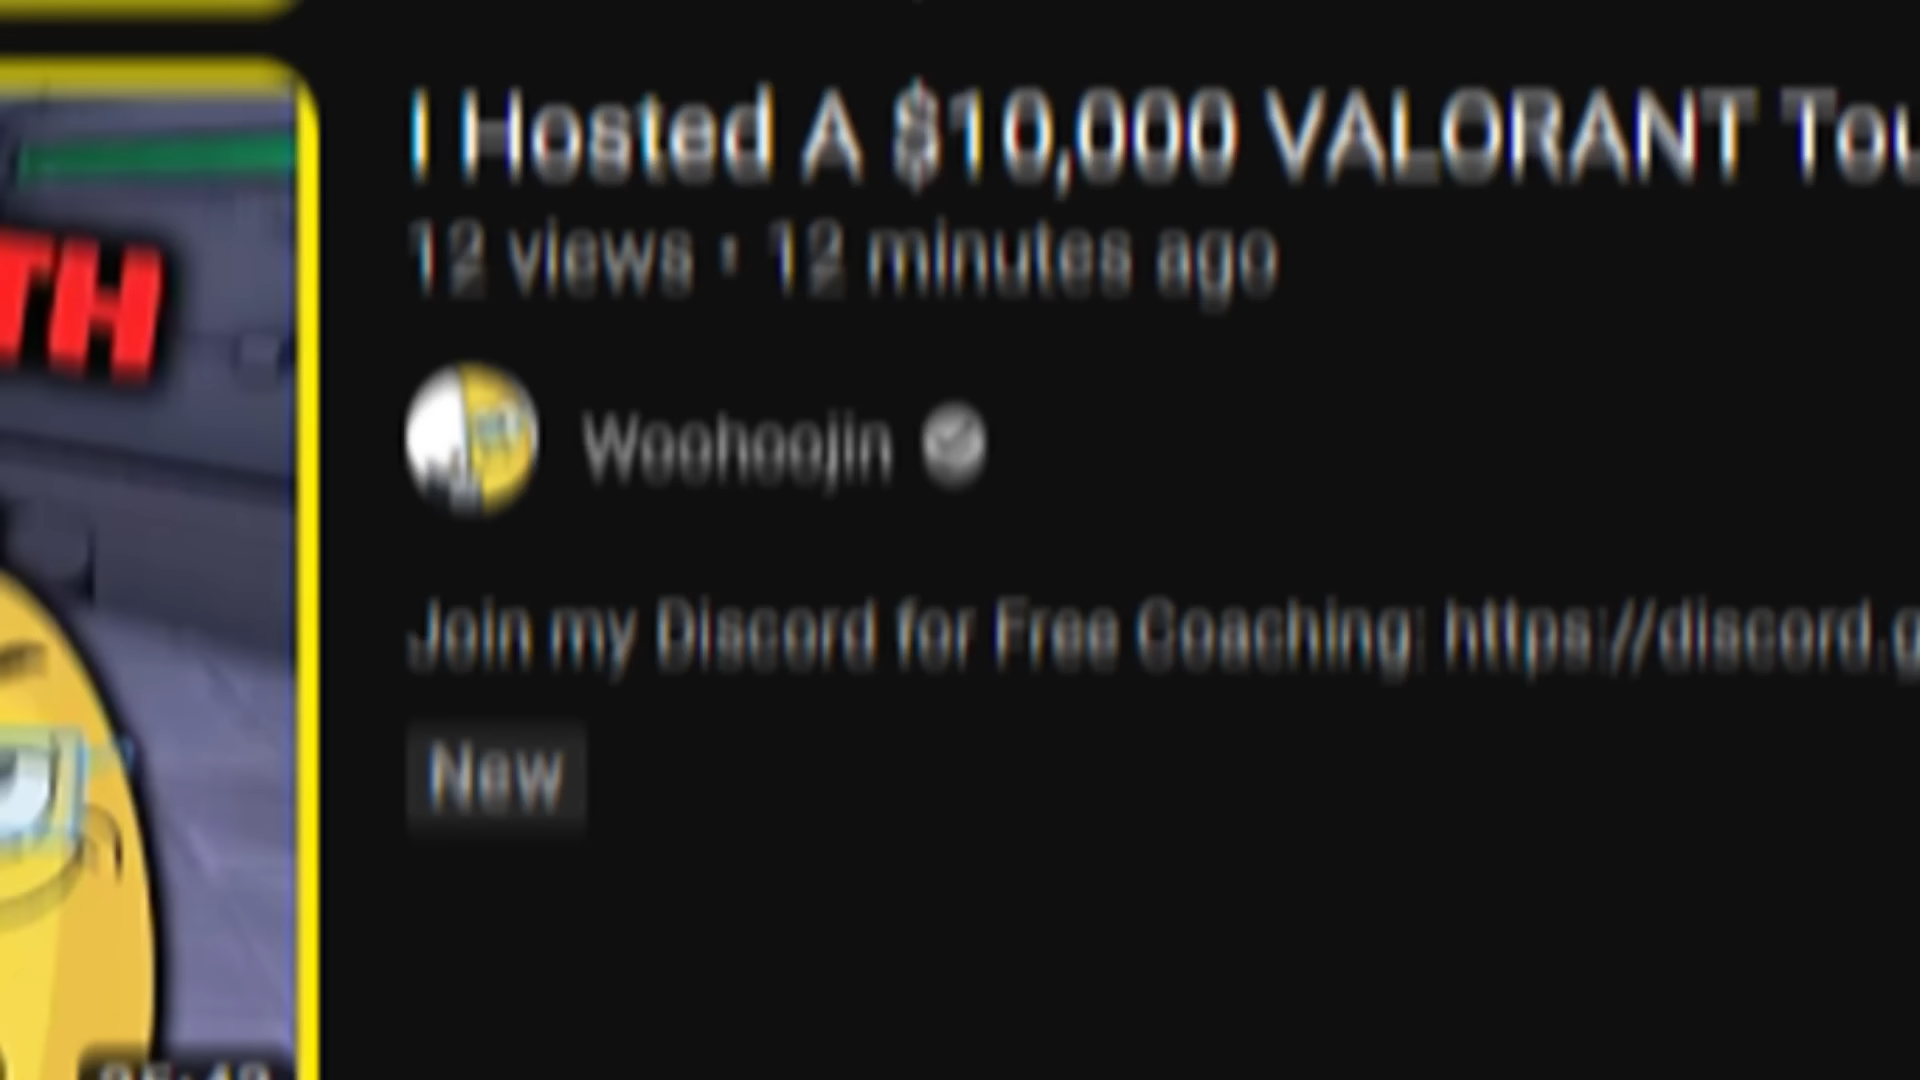 I Hosted A $10,000 VALORANT Tou
12 views • 12 minutes ago
TH
Woohoojin
Join my Discord for Free Coaching: https://discord.g
New